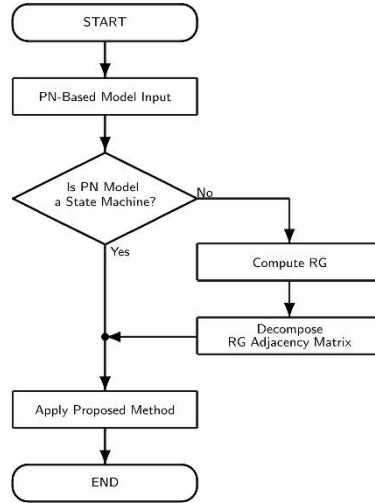 START
PN-Based Model Input
Is PN Model
a State Machine?
No
Yes
Compute RG
Decompose
RG Adjacency Matrix
Apply Proposed Method
END